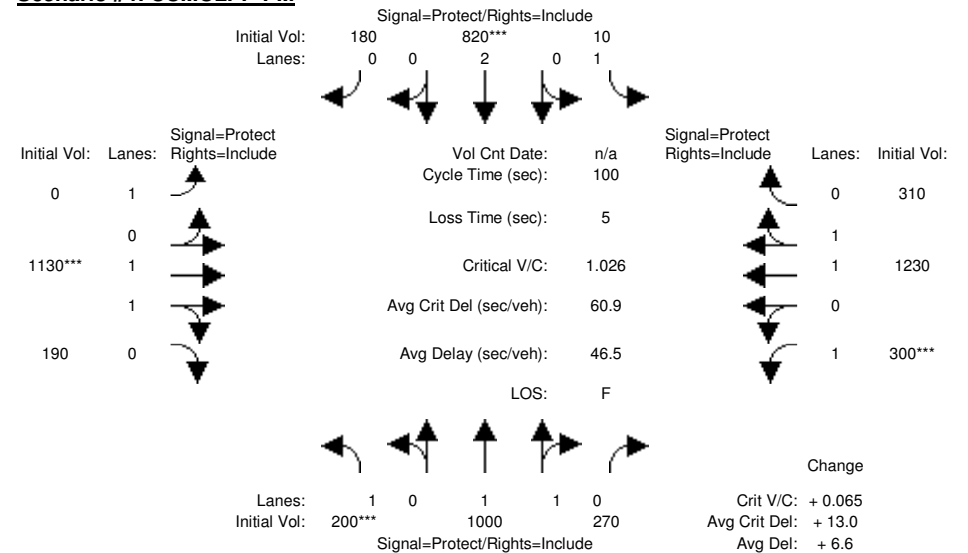 Signal=Protect/Rights=Include
Initial Vol: 180 820*** 10
Lanes: 0 0 2 0 1
Signal=Protect
Rights=Include
Initial Vol: Lanes:
0 1
0
1130*** 1
1
190 0
Vol Cnt Date: n/a
Cycle Time (sec): 100
Loss Time (sec): 5
Critical V/C: 1.026
Avg Crit Del (sec/veh): 60.9
Avg Delay (sec/veh): 46.5
LOS: F
Signal=Protect
Rights=Include
Lanes: Initial Vol:
0 310
1
1 1230
0
1 300***
Lanes: 1 0 1 1 0
Initial Vol: 200*** 1000 270
Signal=Protect/Rights=Include
Change
Crit V/C: + 0.065
Avg Crit Del: + 13.0
Avg Del: + 6.6